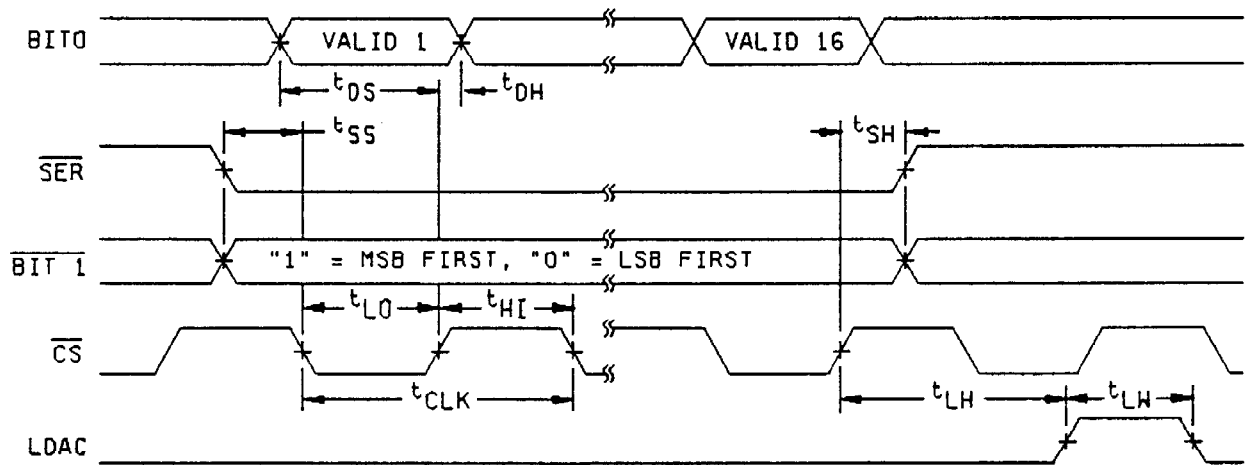 BIT0 VALID 1 VALID 16
tDS tDH
tSS tSH
SER
BIT 1 "1" = MSB FIRST, "0" = LSB FIRST
tLO tHI
CS
tCLK tLH tLW
LDAC